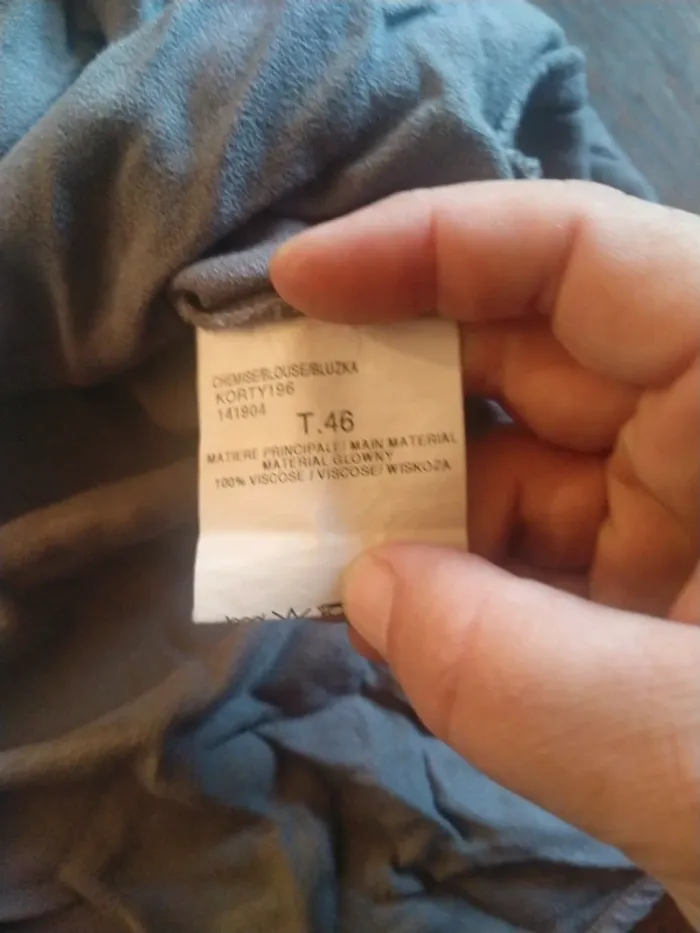 CHEMISE/BLOUSE/BLUZKA
KORTY196
141904
T.46
MATIERE PRINCIPALE/ MAIN MATERIAL
MATERIAL GLOWNY
100% VISCOSE / VISCOSE/ WISKOZA